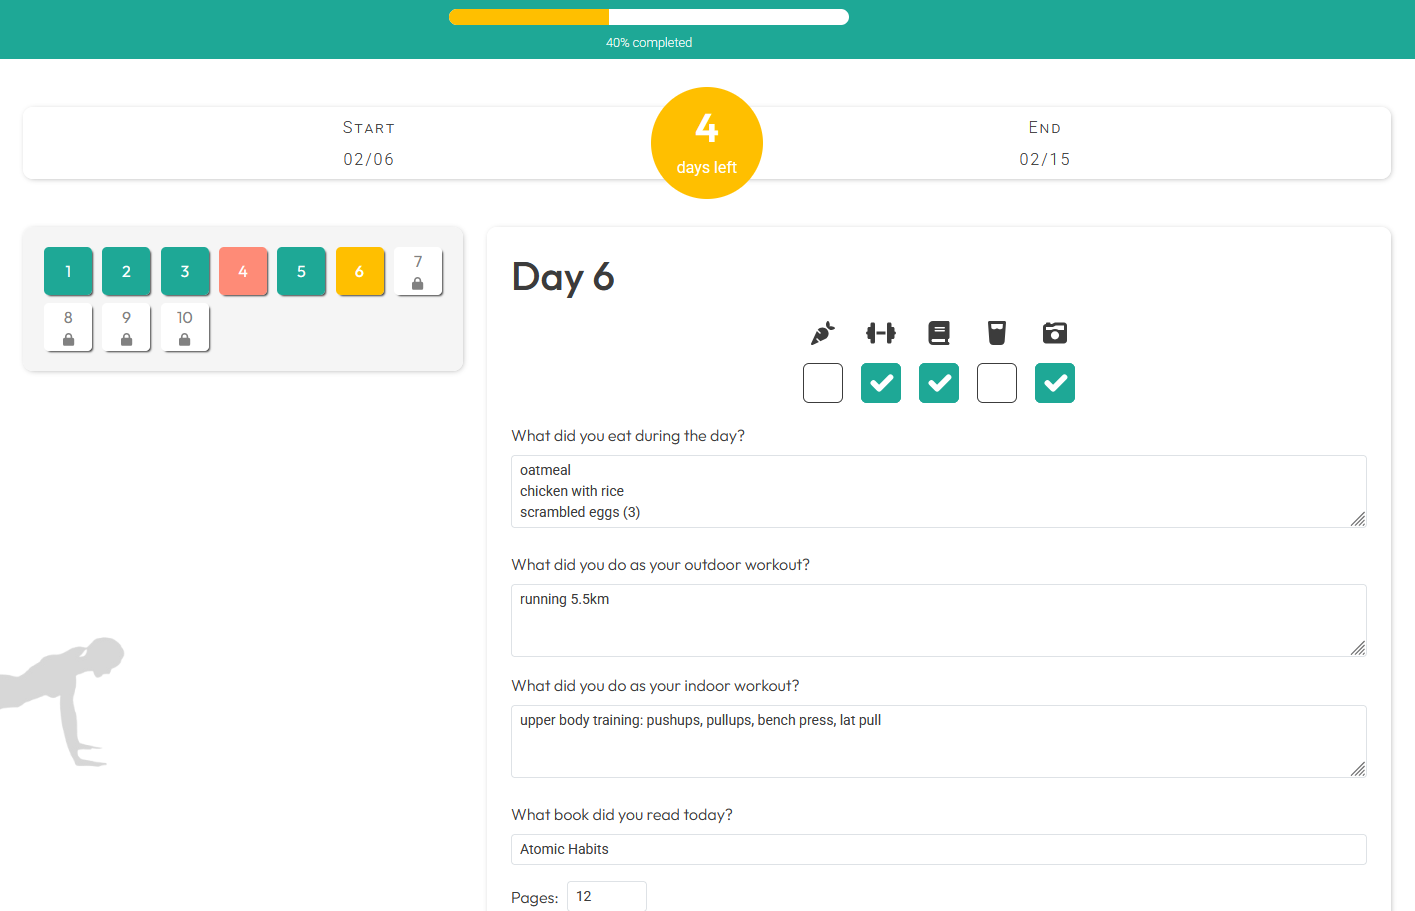 40% completed
Start
02/06
4
days left
End
02/15
1 2 3 4 5 6 7
8 9 10
Day 6
What did you eat during the day?
oatmeal
chicken with rice
scrambled eggs (3)
What did you do as your outdoor workout?
running 5.5km
What did you do as your indoor workout?
upper body training: pushups, pullups, bench press, lat pull
What book did you read today?
Atomic Habits
Pages: 12